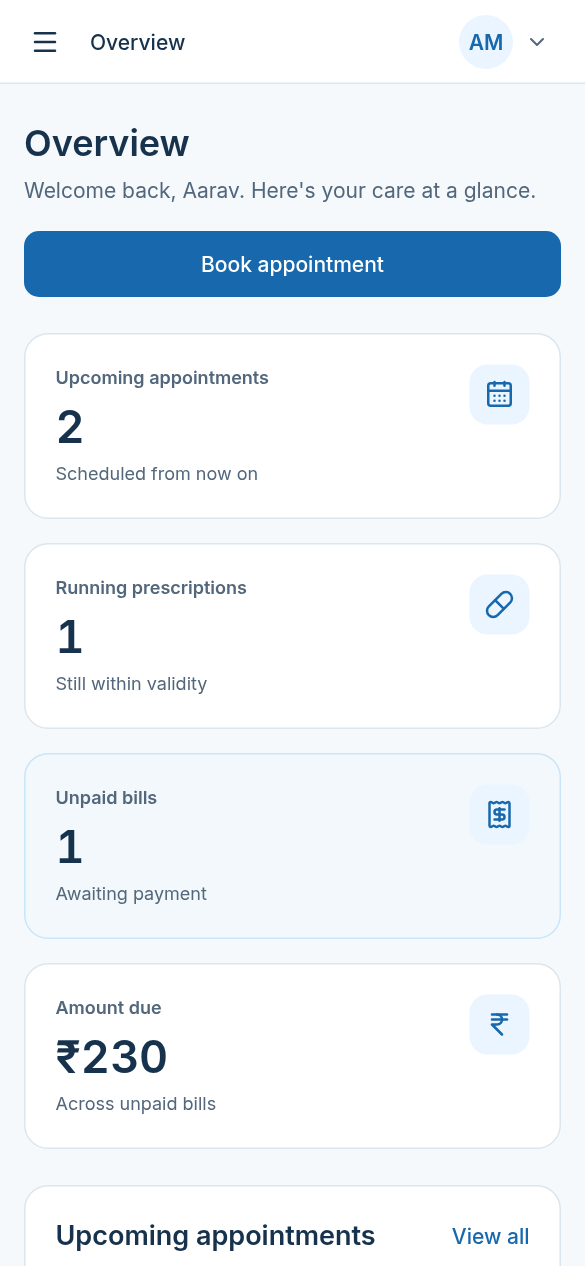 Overview
AM
Overview
Welcome back, Aarav. Here's your care at a glance.
Book appointment
Upcoming appointments
2
Scheduled from now on
Running prescriptions
1
Still within validity
Unpaid bills
1
Awaiting payment
Amount due
₹230
Across unpaid bills
Upcoming appointments
View all